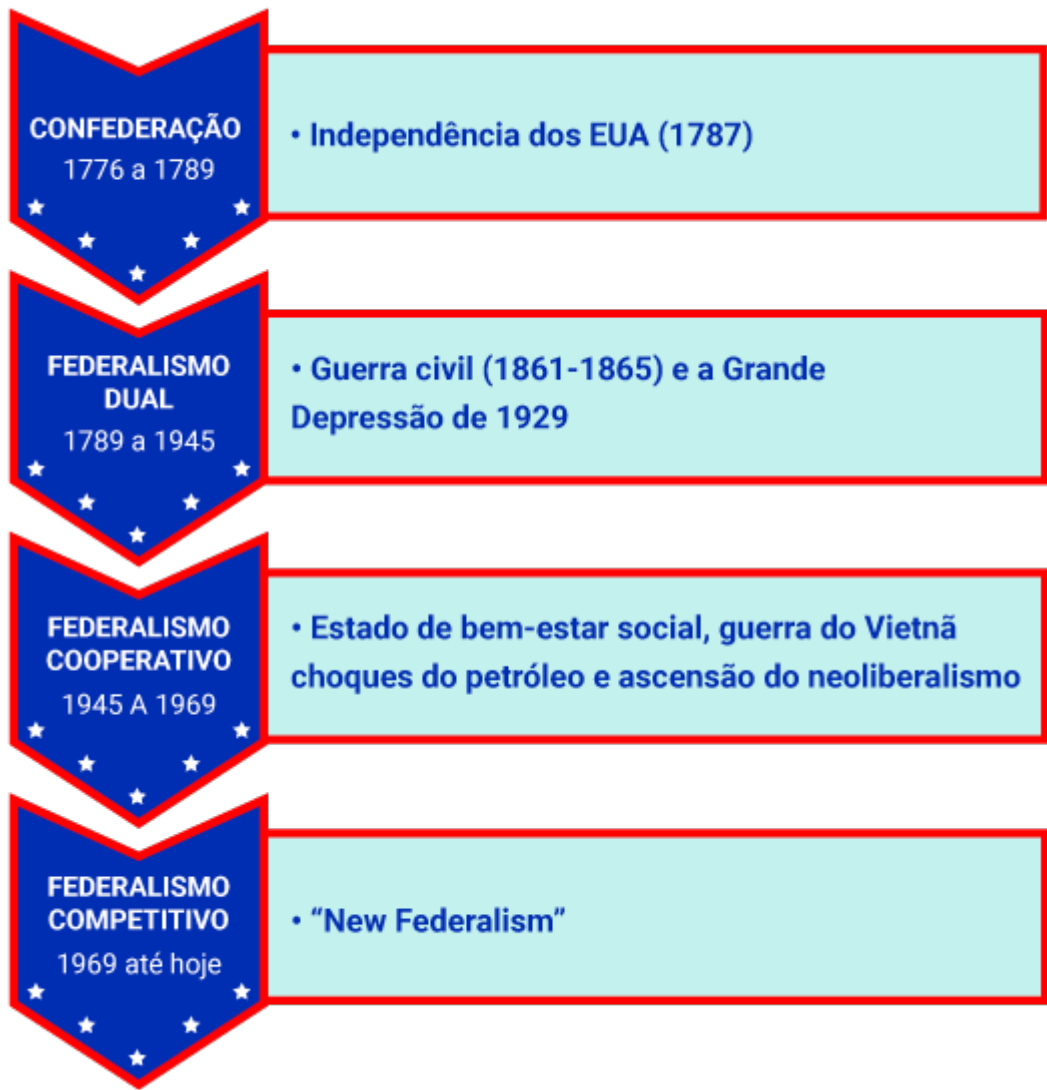 CONFEDERAÇÃO
1776 a 1789
• Independência dos EUA (1787)
FEDERALISMO
DUAL
1789 a 1945
• Guerra civil (1861-1865) e a Grande
Depressão de 1929
FEDERALISMO
COOPERATIVO
1945 A 1969
• Estado de bem-estar social, guerra do Vietnã
choques do petróleo e ascensão do neoliberalismo
FEDERALISMO
COMPETITIVO
1969 até hoje
• “New Federalism”